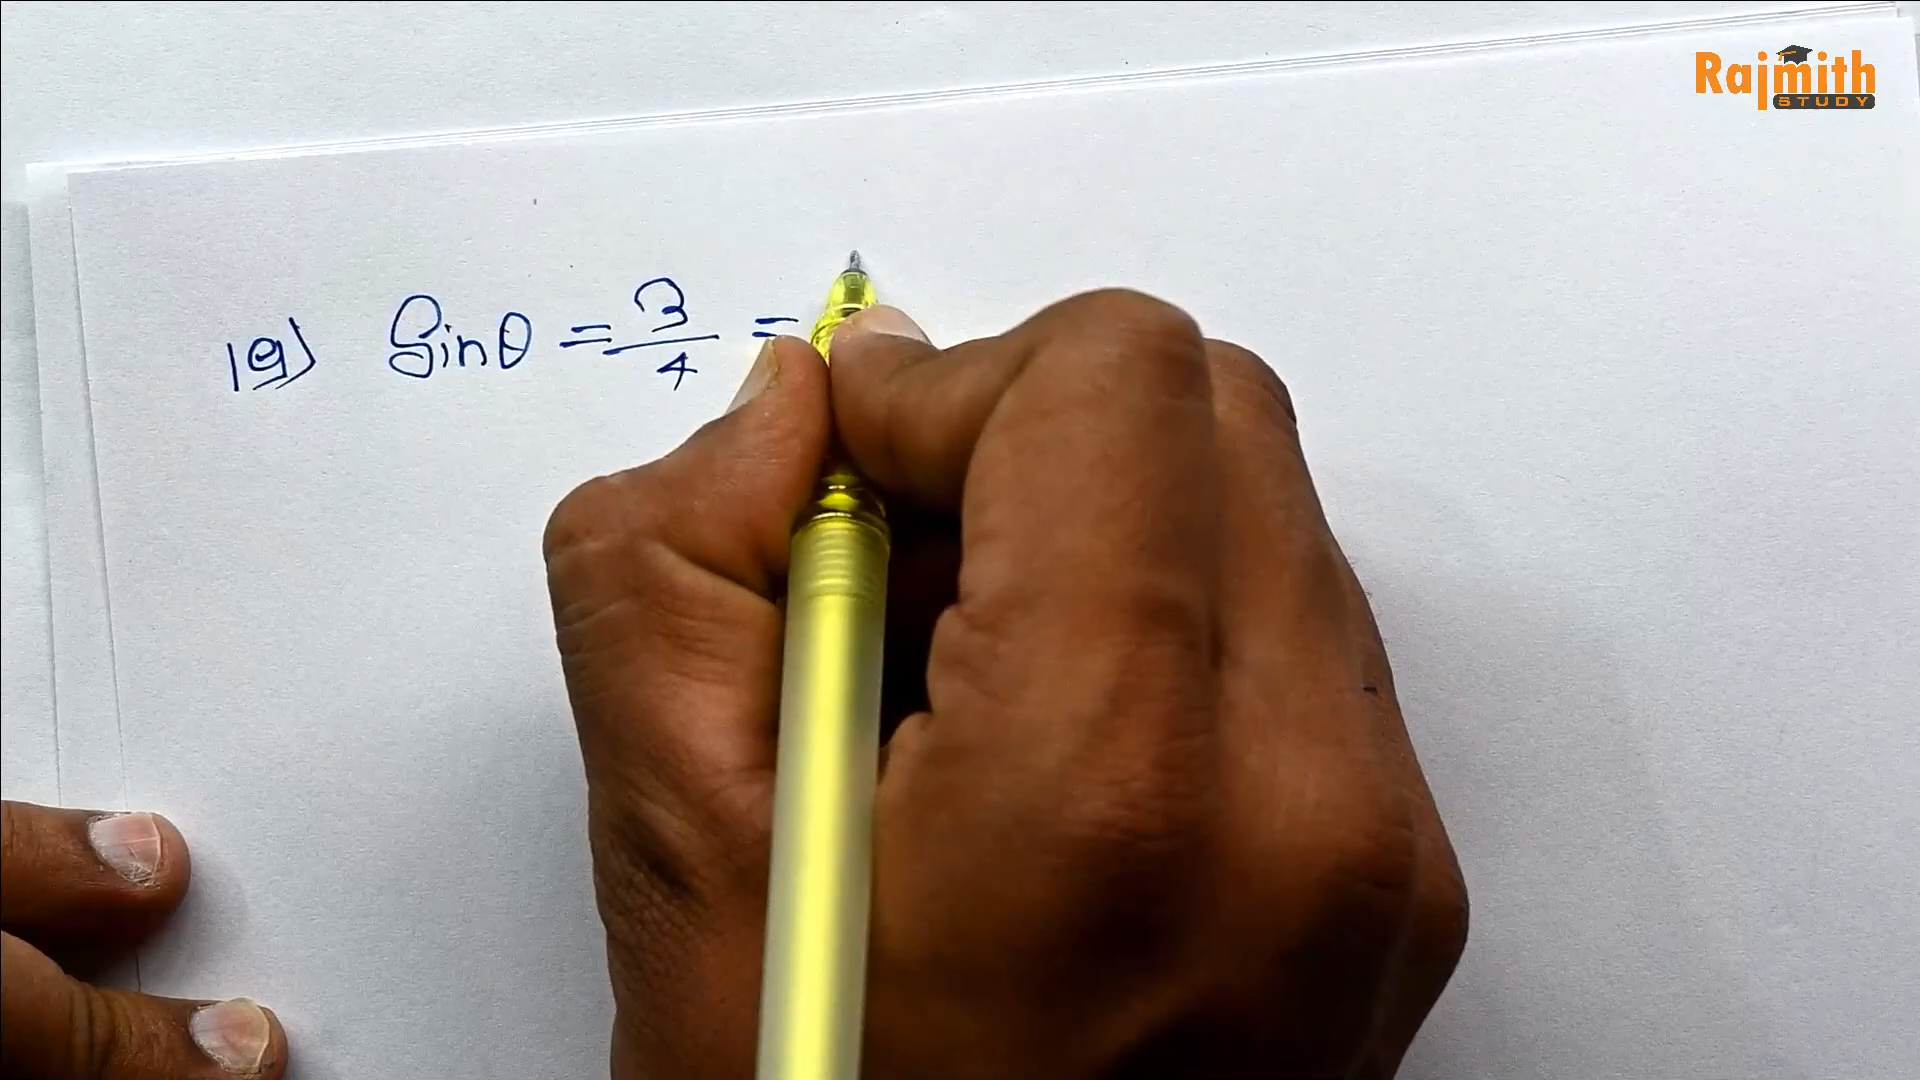 Rajmith
STUDY
19) Sinθ = 3/4 =